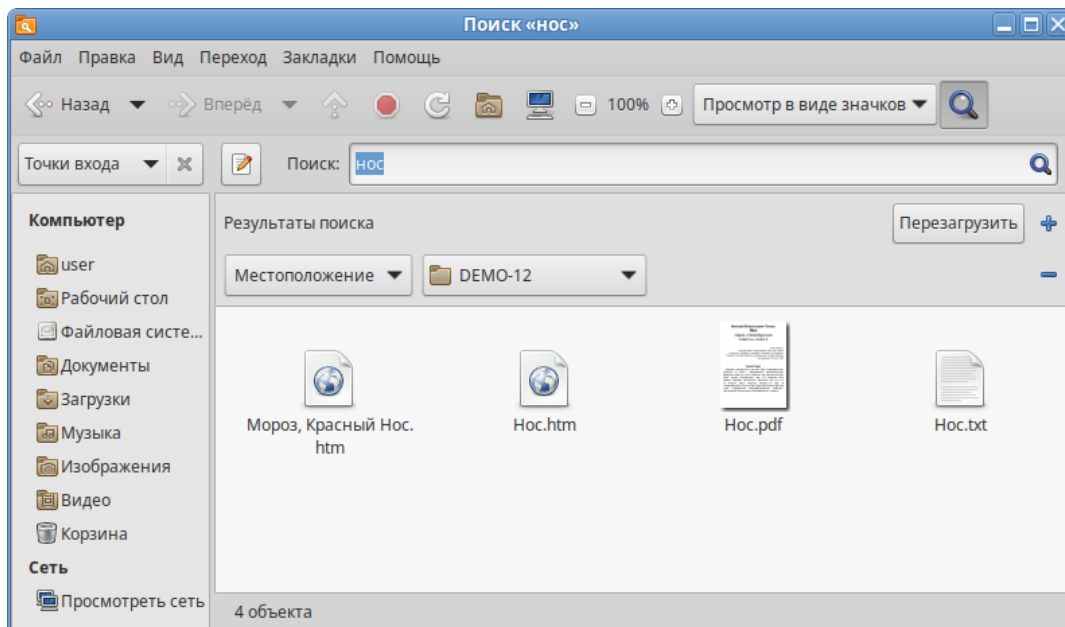 Поиск «нос»
Файл Правка Вид Переход Закладки Помощь
Назад Вперёд 100% Просмотр в виде значков
Точки входа Поиск: нос
Компьютер
user
Рабочий стол
Файловая систе...
Документы
Загрузки
Музыка
Изображения
Видео
Корзина
Сеть
Просмотреть сеть
Результаты поиска Перезагрузить
Местоположение DEMO-12
Мороз, Красный Нос.
htm
Нос.htm
Нос.pdf
Нос.txt
4 объекта